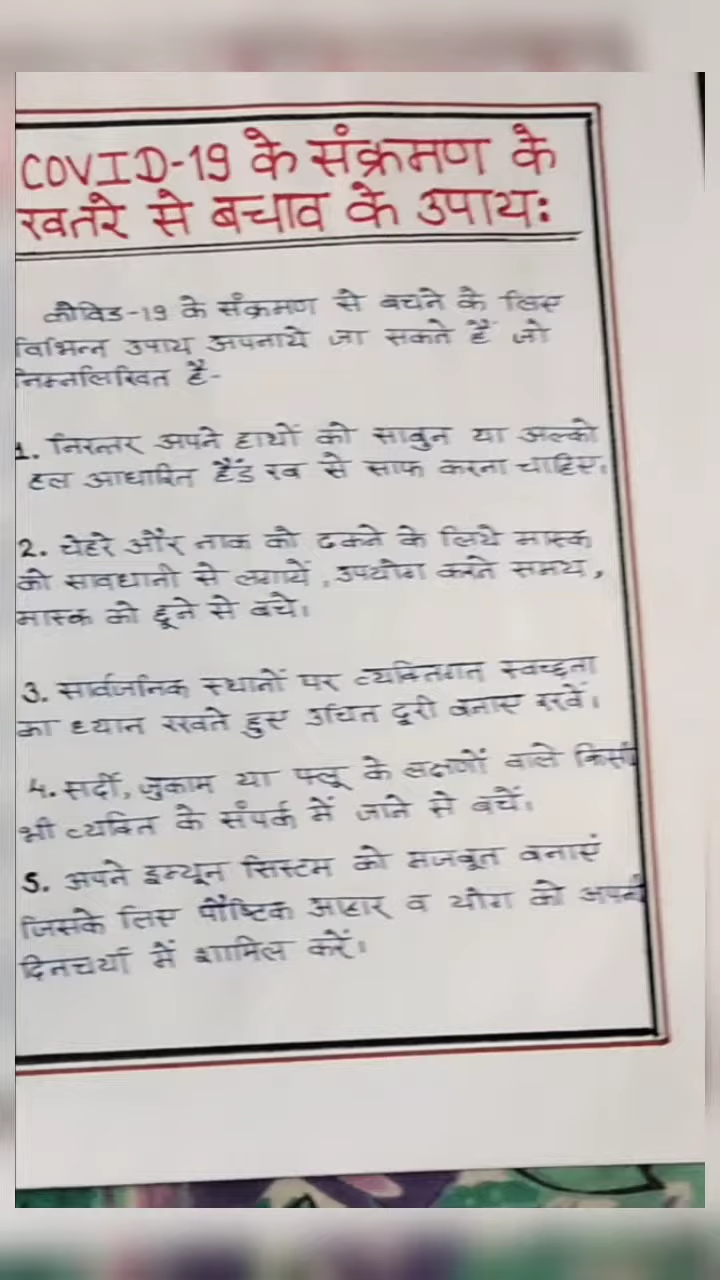 COVID-19 के संक्रमण के
खतरे से बचाव के उपाय:
कोविड-19 के संक्रमण से बचने के लिए
विभिन्न उपाय अपनाये जा सकते हैं जो
निम्नलिखित है-
1. निरन्तर अपने हाथों को साबुन या अल्को
हल आधारित हैंड रब से साफ करना चाहिए।
2. चेहरे और नाक को ढकने के लिये मास्क
को सावधानी से लगायें, उपयोग करते समय,
मास्क को छूने से बचे।
3. सार्वजनिक स्थानों पर व्यक्तिगत स्वच्छता
का ध्यान रखते हुए उचित दूरी बनाए रखें।
4. सर्दी, जुकाम या फ्लू के लक्षणों वाले किसी
भी व्यक्ति के संपर्क में जाने से बचें।
5. अपने इम्यून सिस्टम को मजबूत बनाएं
जिसके लिए पौष्टिक आहार व योग को अपनी
दिनचर्या में शामिल करें।